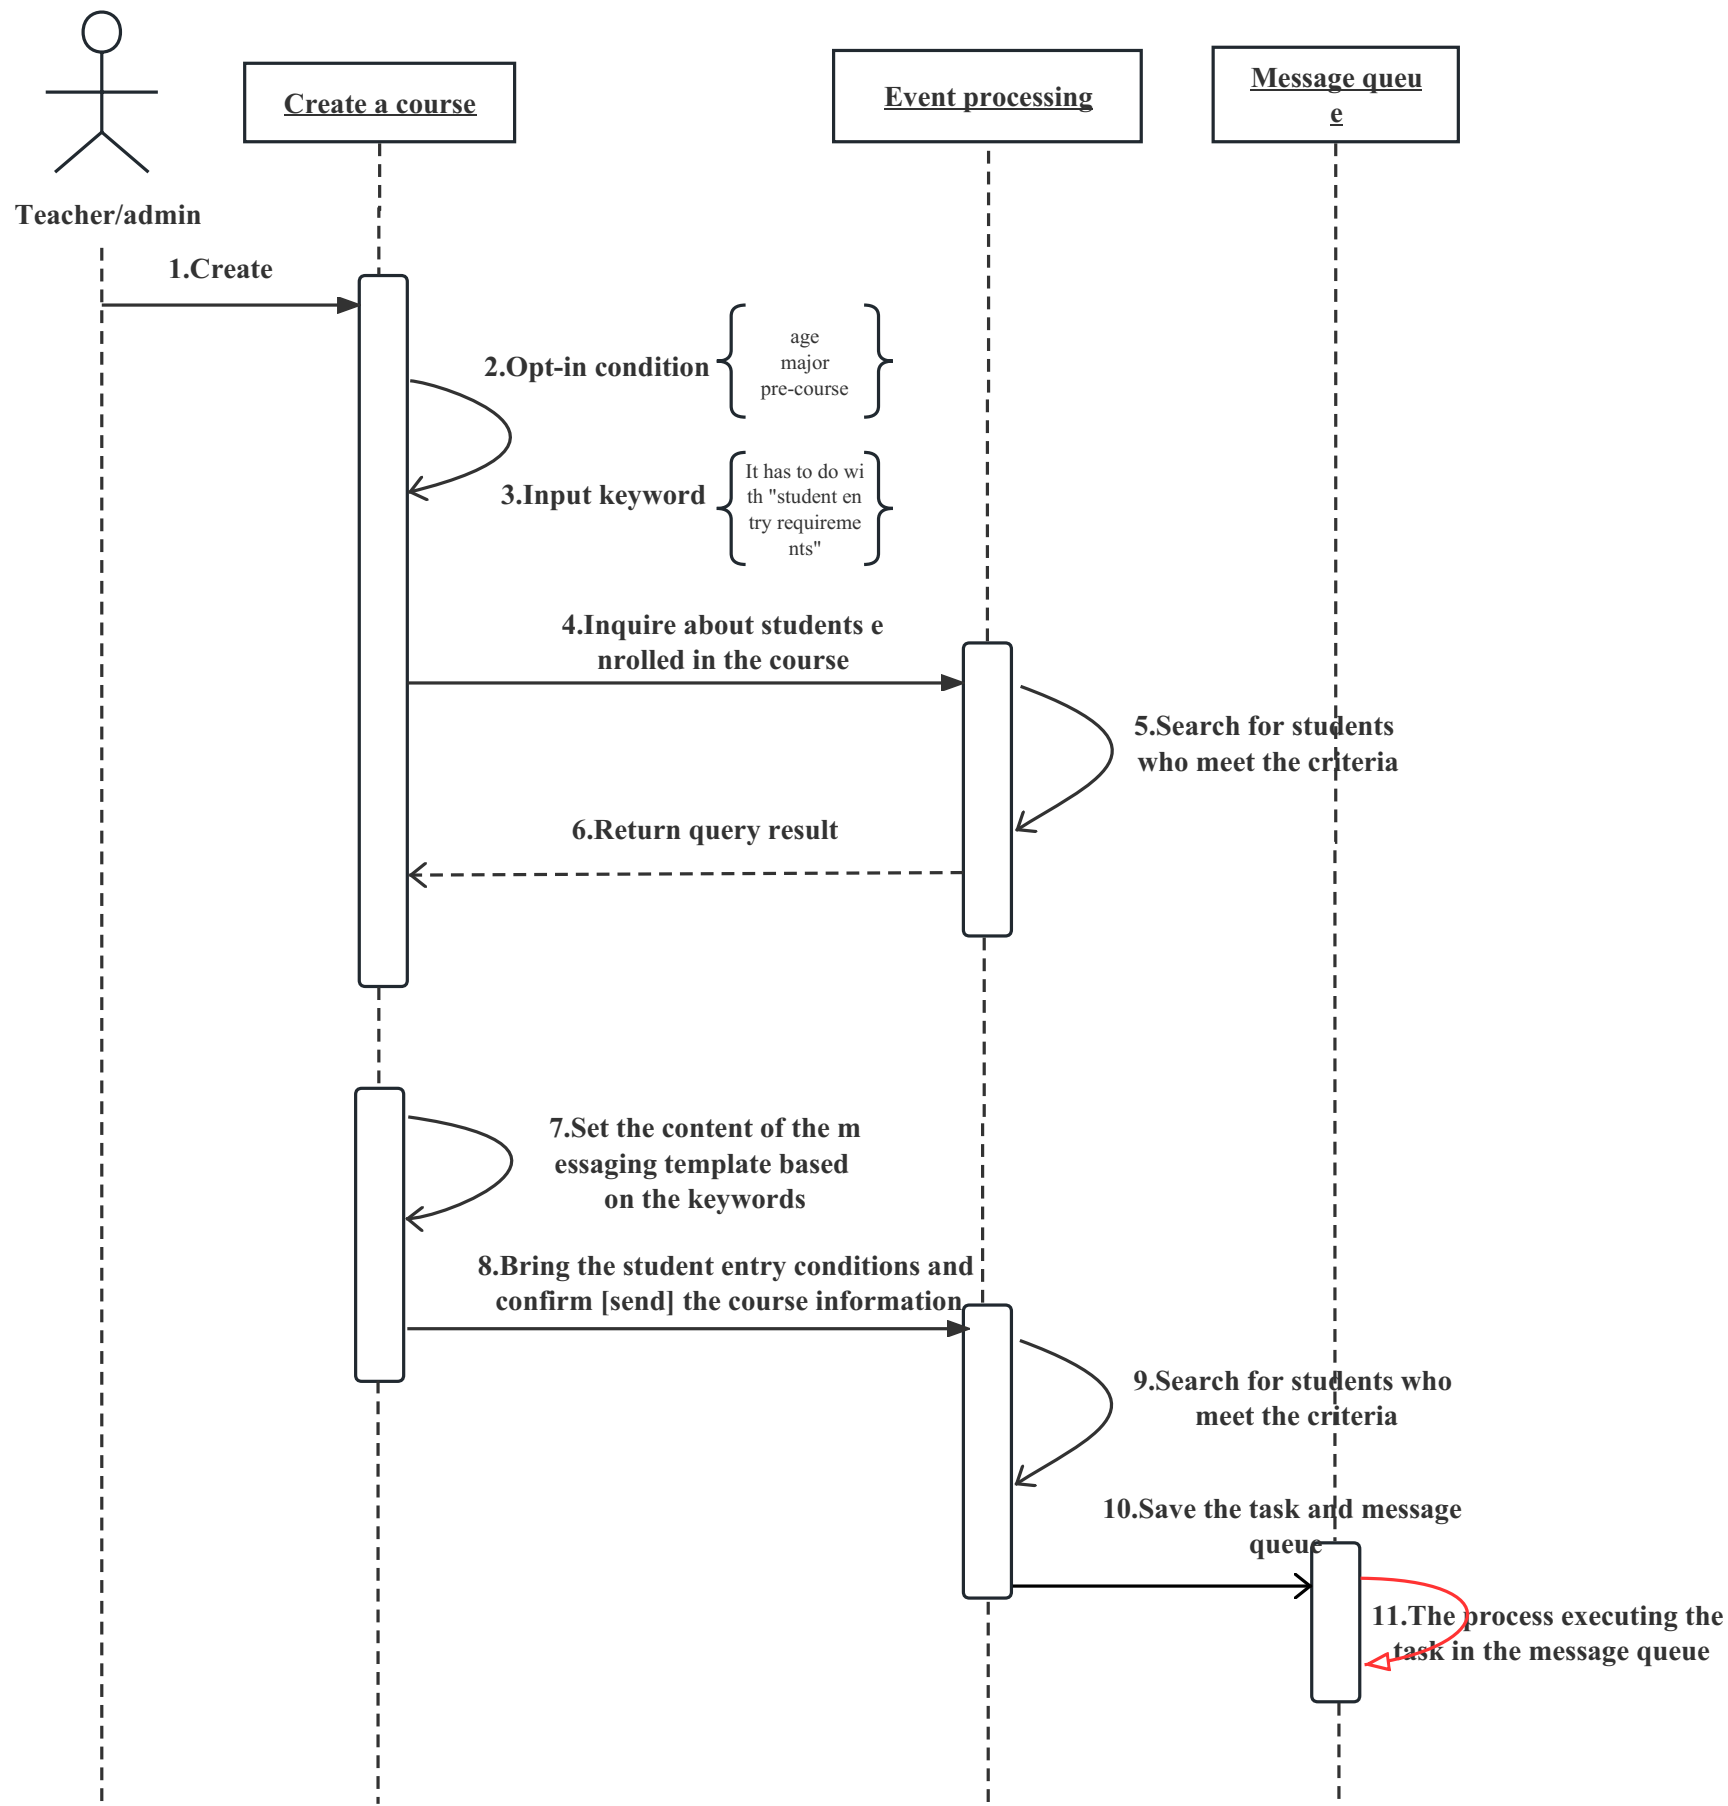 Create a course
Event processing
Message queu
e
Teacher/admin
1.Create
2.Opt-in condition
age
major
pre-course
3.Input keyword
It has to do wi
th "student en
try requireme
nts"
4.Inquire about students e
nrolled in the course
5.Search for students
who meet the criteria
6.Return query result
7.Set the content of the m
essaging template based
on the keywords
8.Bring the student entry conditions and
confirm [send] the course information
9.Search for students who
meet the criteria
10.Save the task and message
queue
11.The process executing the
task in the message queue